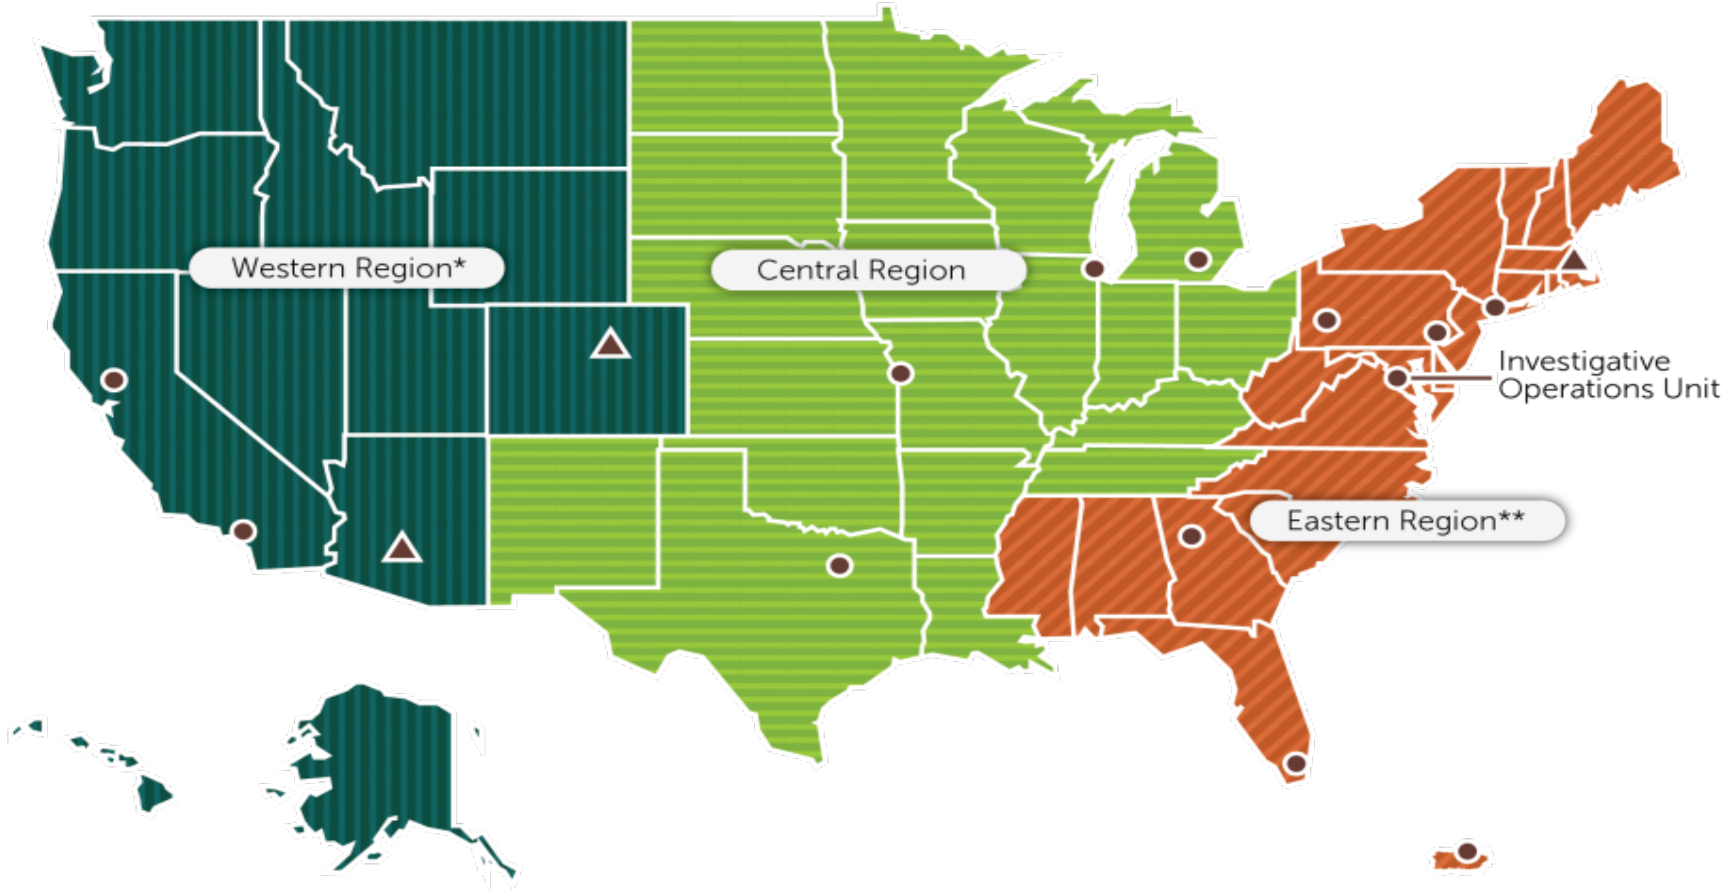 Western Region*
Central Region
Investigative
Operations Unit
Eastern Region**